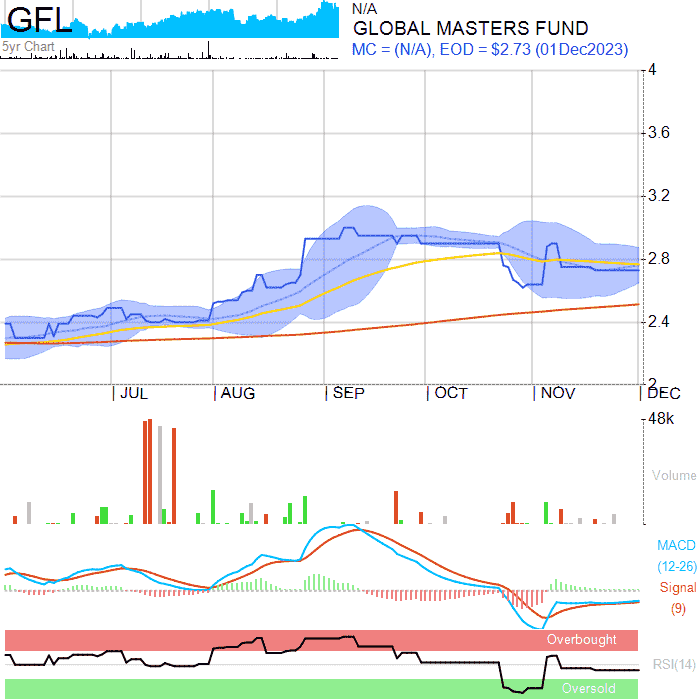 GFL
5yr Chart
N/A
GLOBAL MASTERS FUND
MC = (N/A), EOD = $2.73 (01Dec2023)
4
3.6
3.2
2.8
2.4
2
JUL AUG SEP OCT NOV DEC
48k
Volume
MACD
(12-26)
Signal
(9)
Overbought
RSI(14)
Oversold